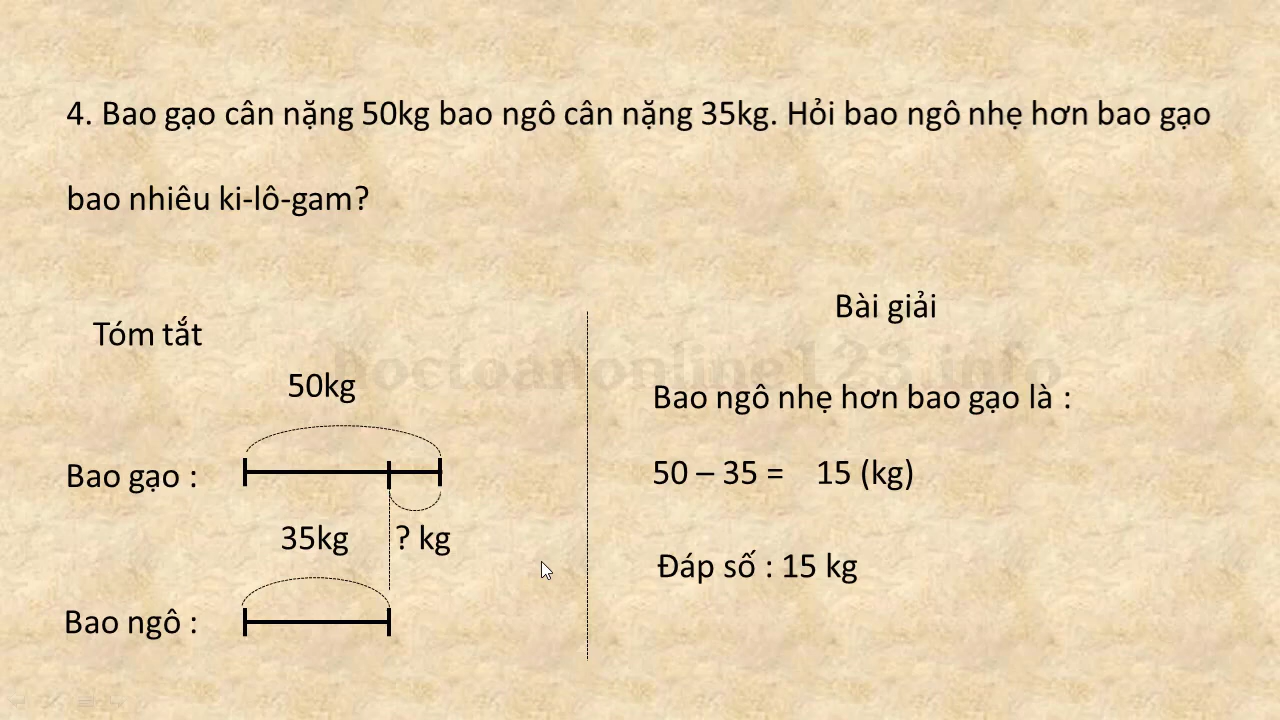 4. Bao gạo cân nặng 50kg bao ngô cân nặng 35kg. Hỏi bao ngô nhẹ hơn bao gạo
bao nhiêu ki-lô-gam?
Tóm tắt
50kg
Bao gạo :
35kg
? kg
Bao ngô :
Bài giải
Bao ngô nhẹ hơn bao gạo là :
50 – 35 = 15 (kg)
Đáp số : 15 kg
hoctoanonline123.info